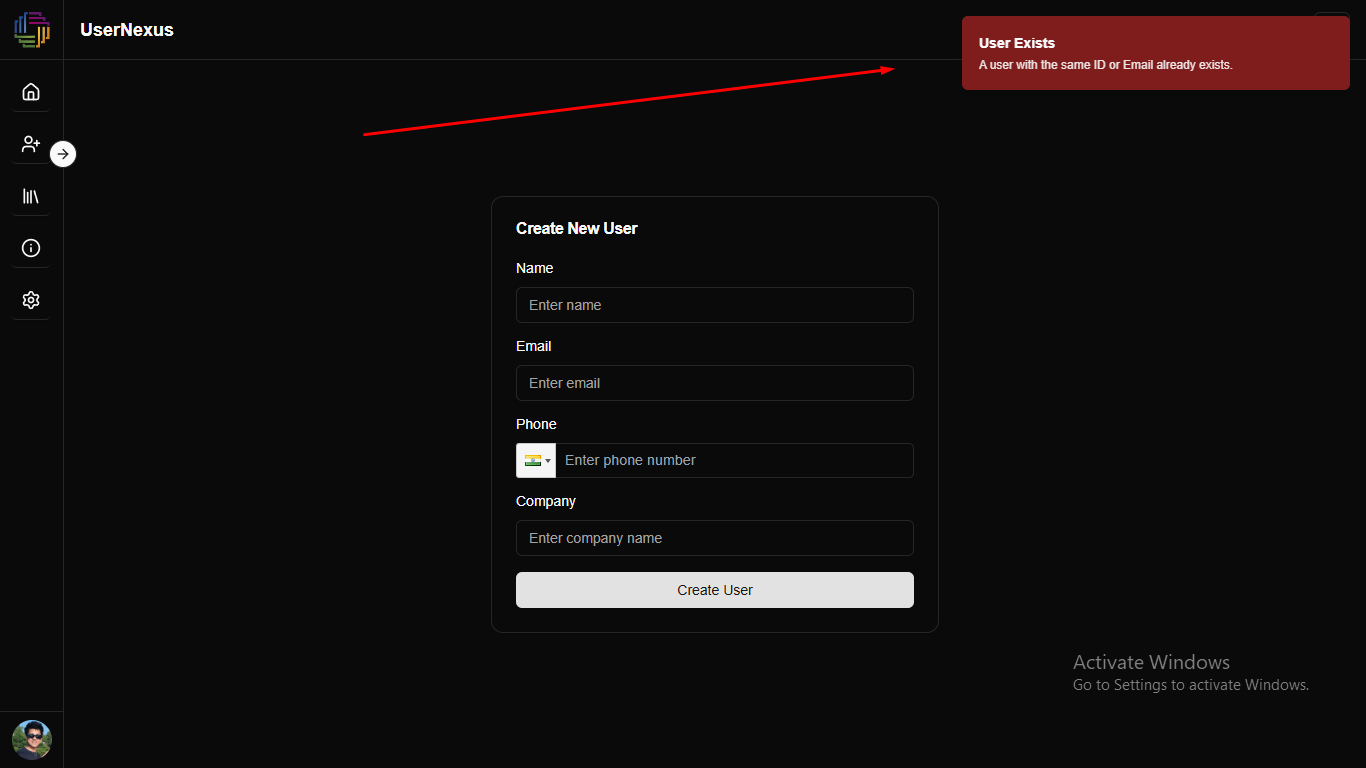 UserNexus
User Exists
A user with the same ID or Email already exists.
Create New User
Name
Enter name
Email
Enter email
Phone
Enter phone number
Company
Enter company name
Create User
Activate Windows
Go to Settings to activate Windows.